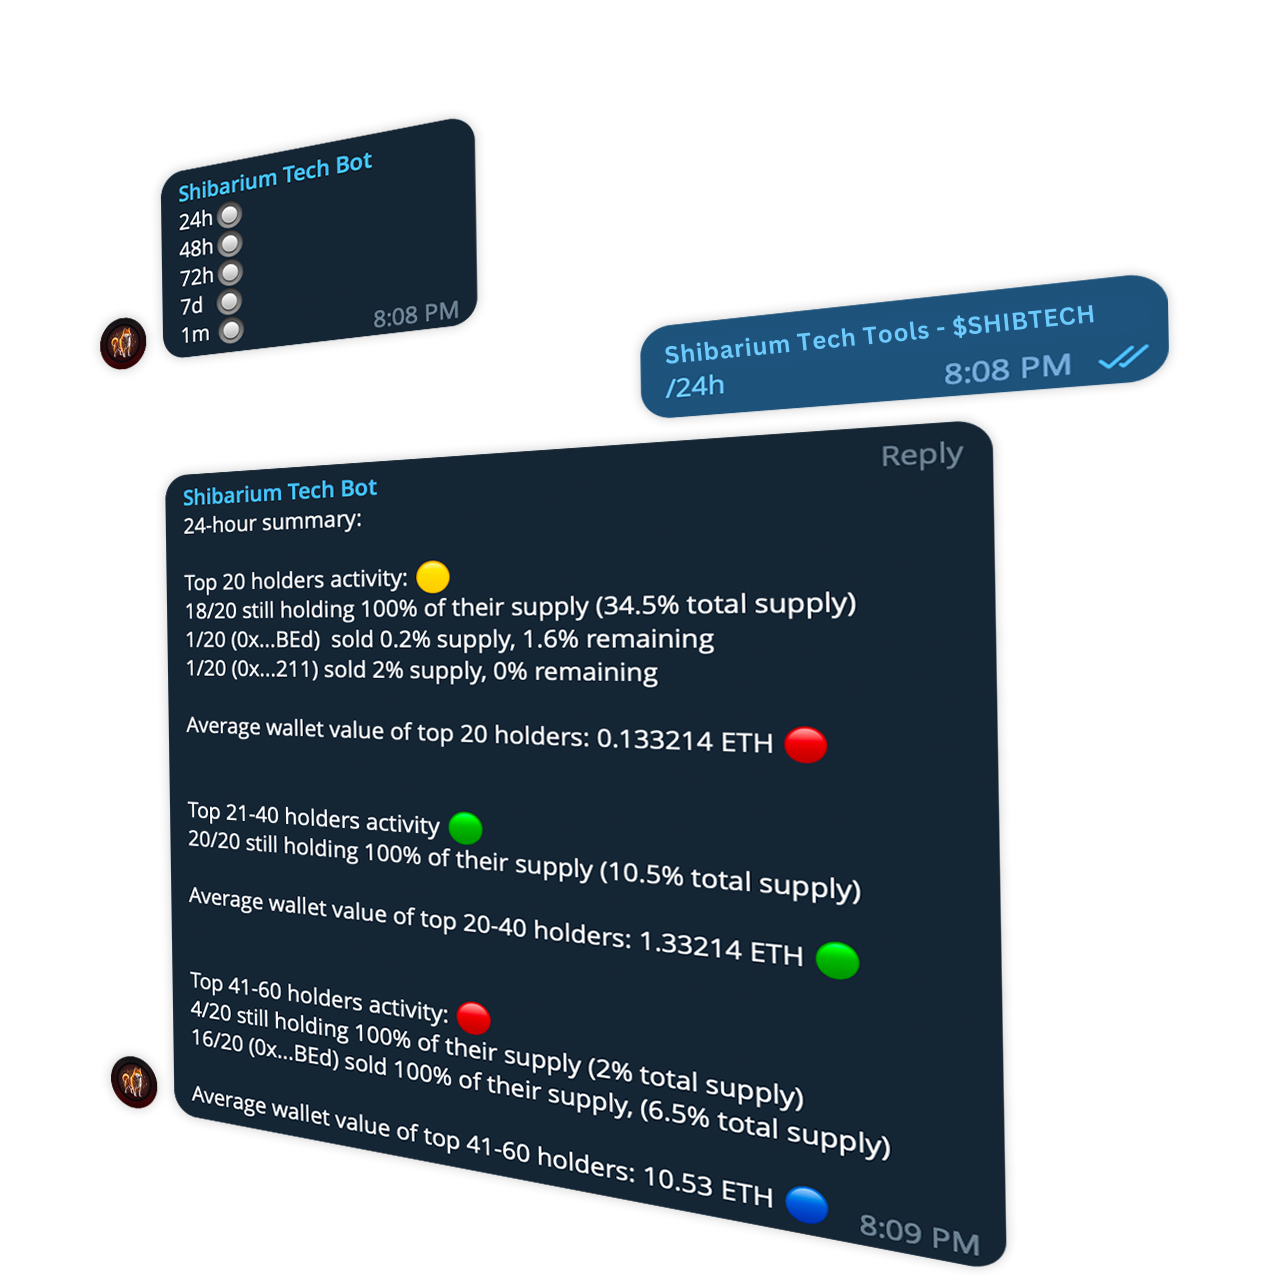 Shibarium Tech Bot
24h
48h
72h
7d
1m
8:08 PM
Shibarium Tech Tools - $SHIBTECH
/24h
8:08 PM
Reply
Shibarium Tech Bot
24-hour summary:
Top 20 holders activity:
18/20 still holding 100% of their supply (34.5% total supply)
1/20 (0x...BEd) sold 0.2% supply, 1.6% remaining
1/20 (0x...211) sold 2% supply, 0% remaining
Average wallet value of top 20 holders: 0.133214 ETH
Top 21-40 holders activity
20/20 still holding 100% of their supply (10.5% total supply)
Average wallet value of top 20-40 holders: 1.33214 ETH
Top 41-60 holders activity:
4/20 still holding 100% of their supply (2% total supply)
16/20 (0x...BEd) sold 100% of their supply, (6.5% total supply)
Average wallet value of top 41-60 holders: 10.53 ETH
8:09 PM